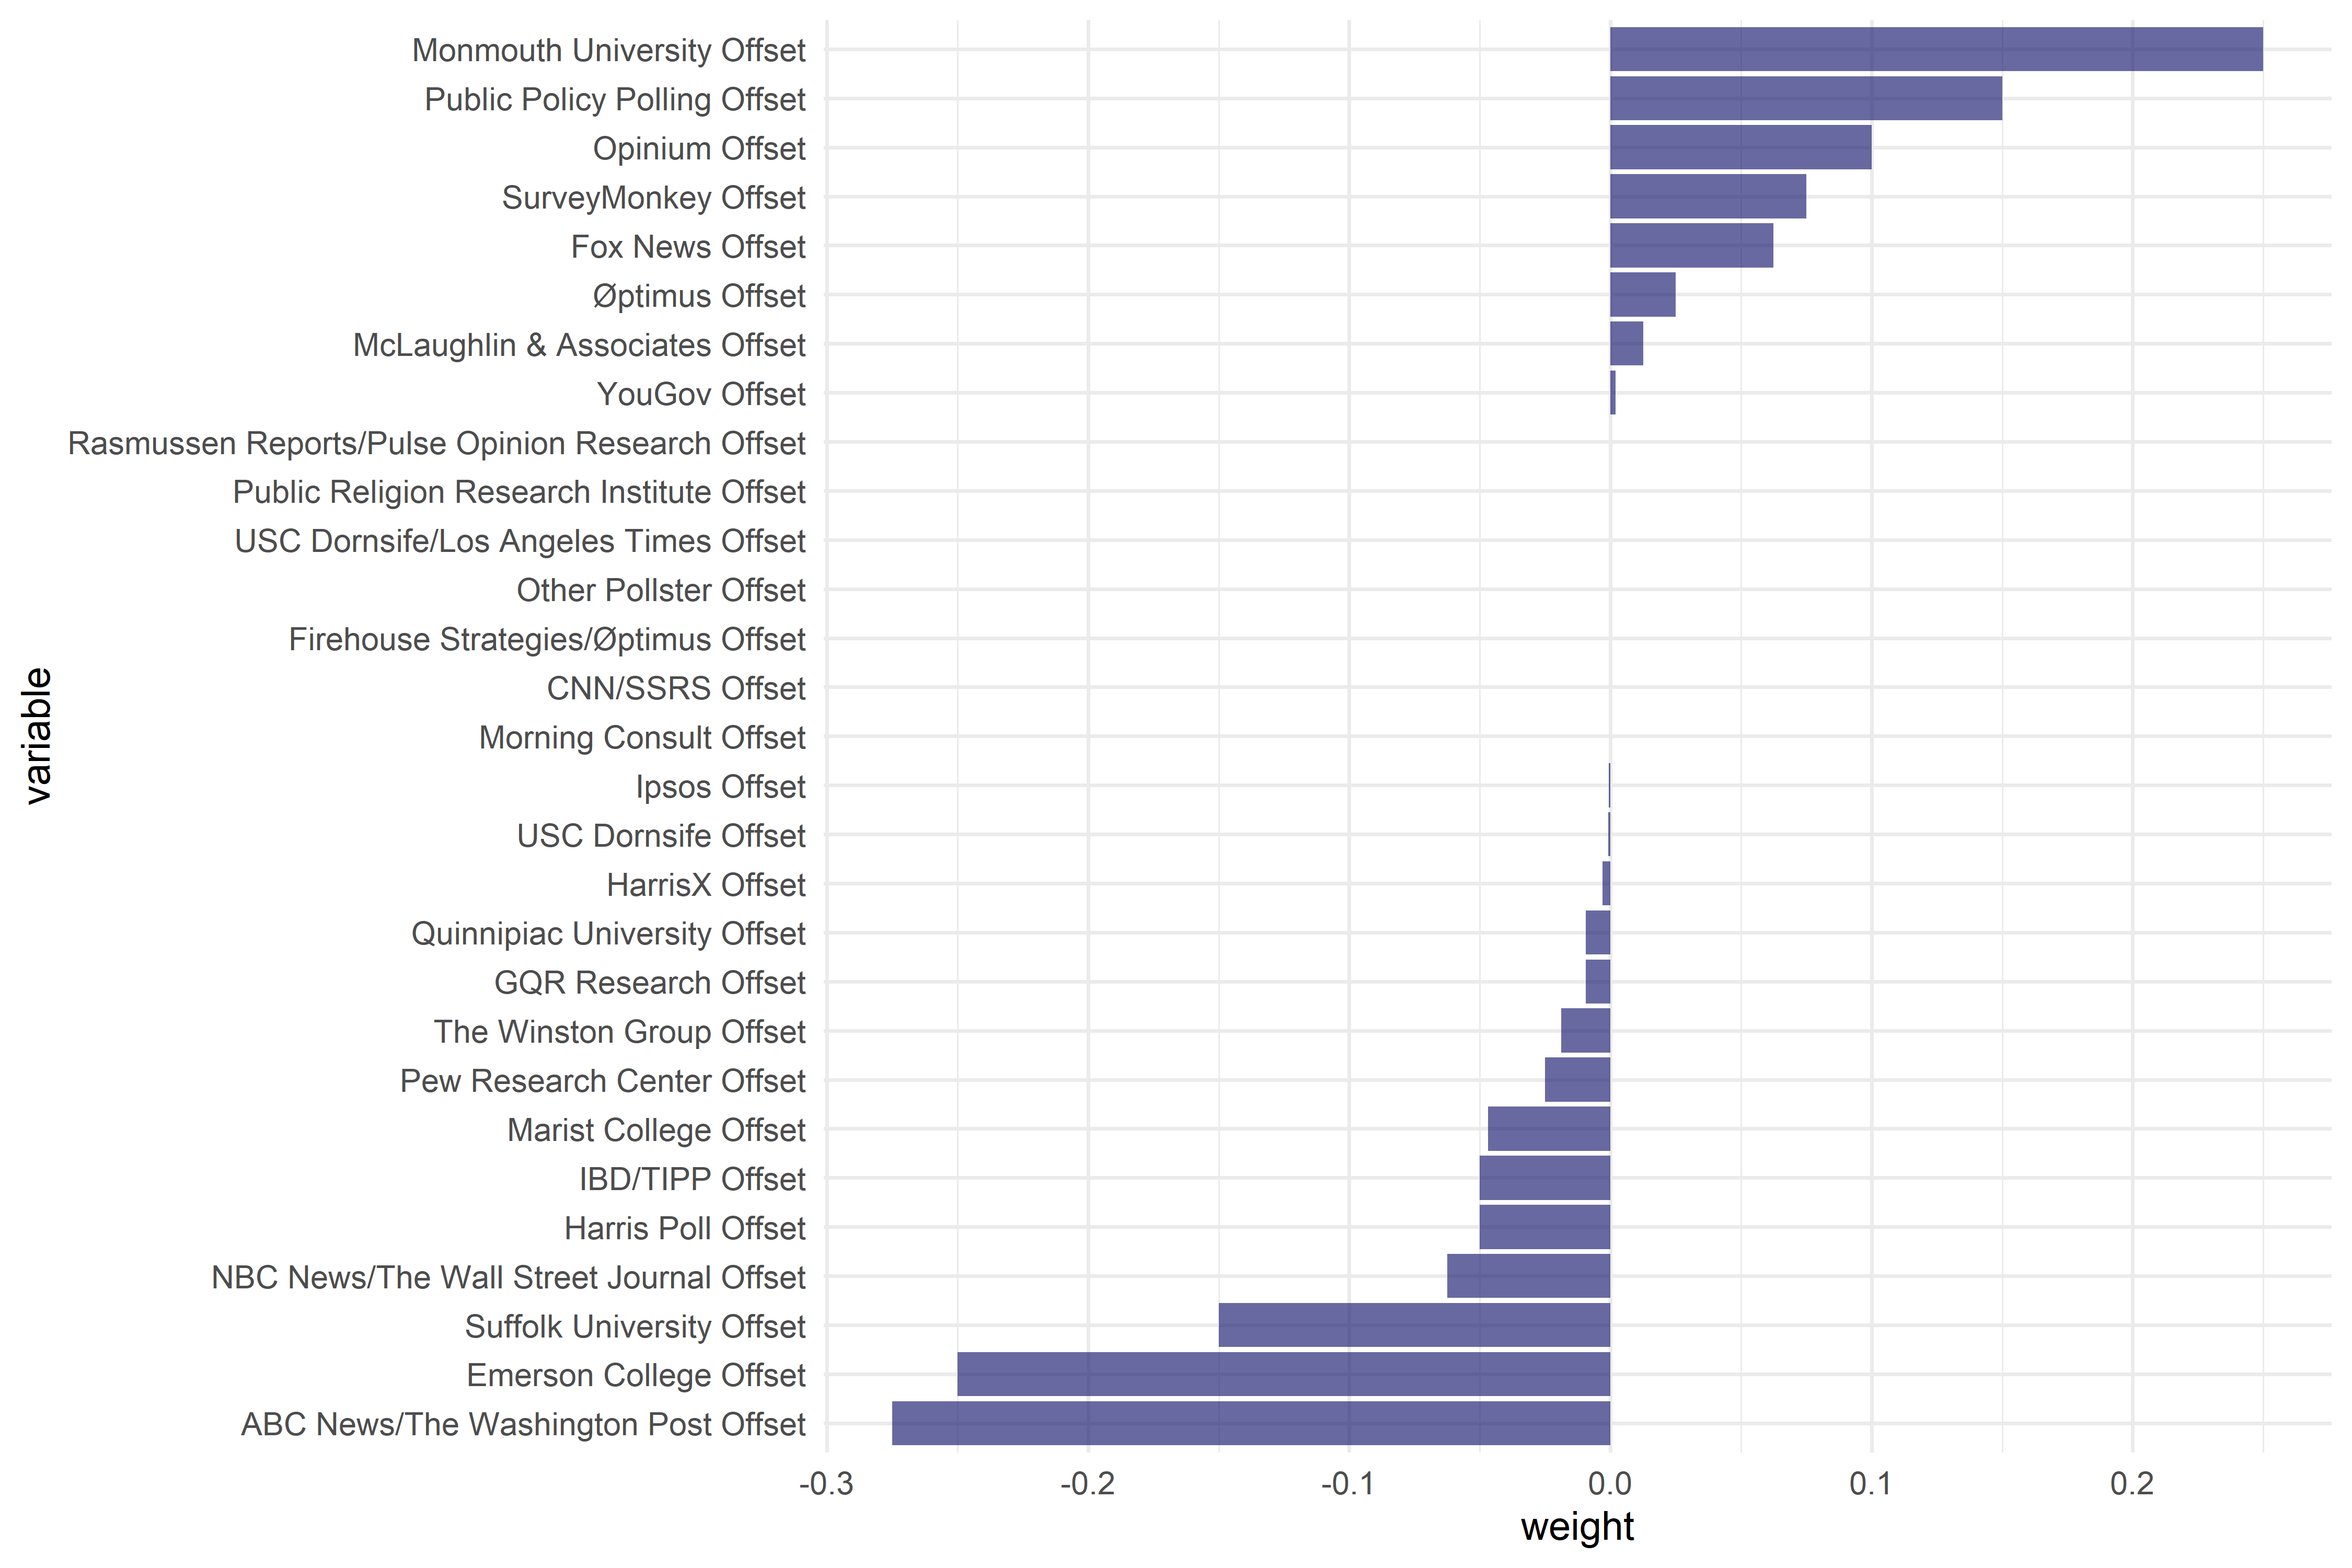 Monmouth University Offset
Public Policy Polling Offset
Opinium Offset
SurveyMonkey Offset
Fox News Offset
Øptimus Offset
McLaughlin & Associates Offset
YouGov Offset
Rasmussen Reports/Pulse Opinion Research Offset
Public Religion Research Institute Offset
USC Dornsife/Los Angeles Times Offset
Other Pollster Offset
Firehouse Strategies/Øptimus Offset
CNN/SSRS Offset
Morning Consult Offset
Ipsos Offset
USC Dornsife Offset
HarrisX Offset
Quinnipiac University Offset
GQR Research Offset
The Winston Group Offset
Pew Research Center Offset
Marist College Offset
IBD/TIPP Offset
Harris Poll Offset
NBC News/The Wall Street Journal Offset
Suffolk University Offset
Emerson College Offset
ABC News/The Washington Post Offset
variable
-0.3 -0.2 -0.1 0.0 0.1 0.2
weight